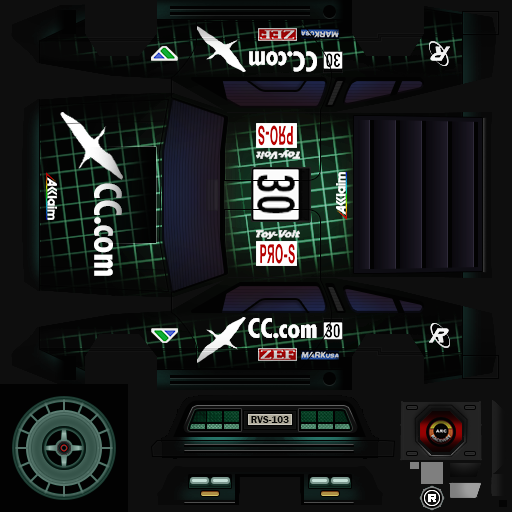 ZEF MARKUSA
CC.com 30
R
PRO-S
Toy-Volt
Akklaim
CC.com
30
Akklaim
Toy-Volt
PЯO-S
CC.com 30
R
ZEF MARKUSA
RVS-103
ARC
R